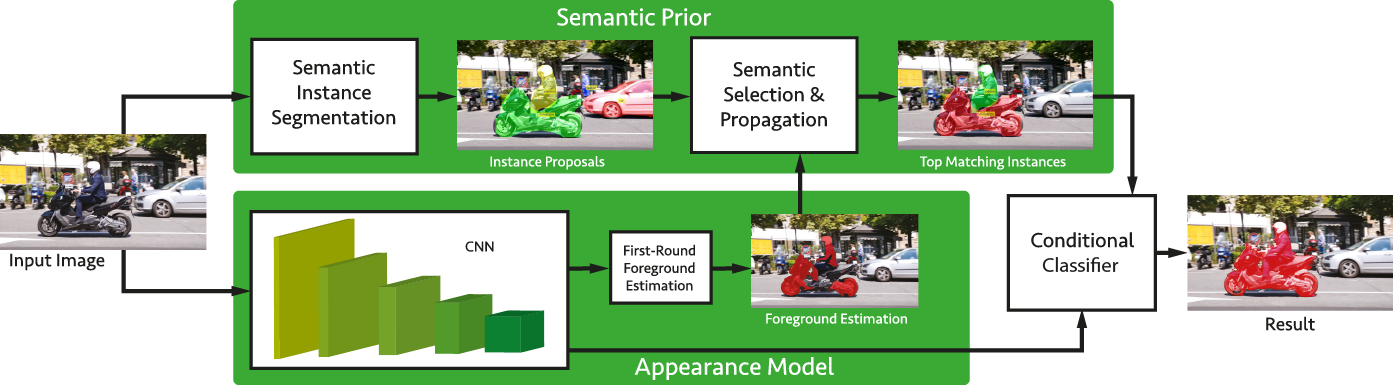 Semantic Prior
Semantic
Instance
Segmentation
Instance Proposals
Semantic
Selection &
Propagation
Top Matching Instances
Input Image
CNN
First-Round
Foreground
Estimation
Foreground Estimation
Appearance Model
Conditional
Classifier
Result